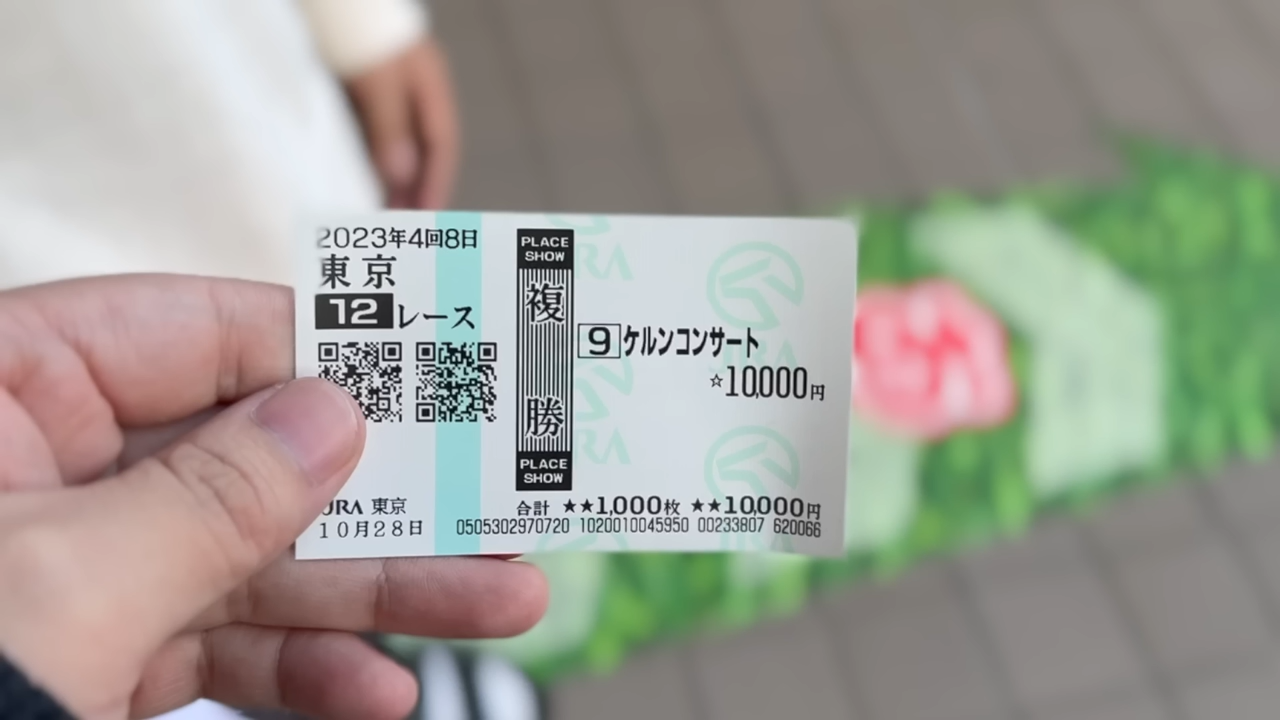 2023年4回8日
東京
12レース
PLACE SHOW
複勝
PLACE SHOW
9 ケルンコンサート
☆10,000円
JRA 東京
10月28日
合計 ★★1,000枚 ★★10,000円
0505302970720 1020010045950 00233807 620066